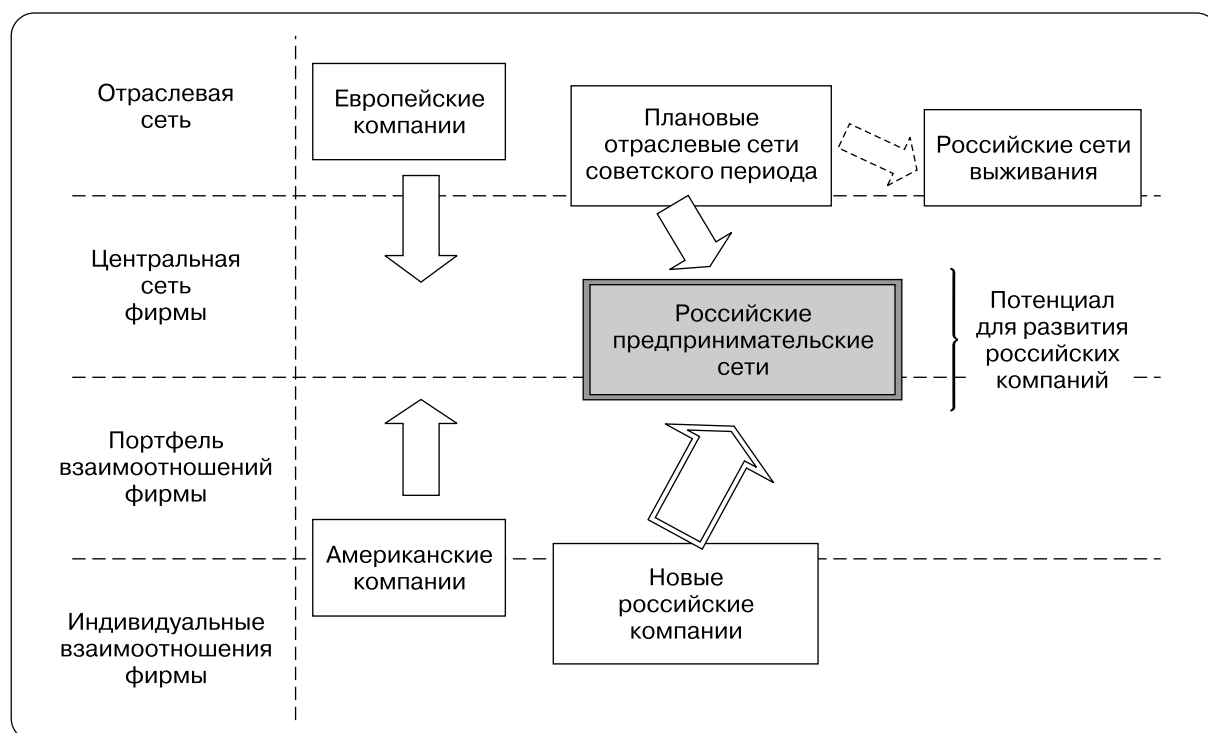 Отраслевая
сеть
Европейские
компании
Плановые
отраслевые сети
советского периода
Российские сети
выживания
Центральная
сеть
фирмы
Российские
предпринимательские
сети
Потенциал
для развития
российских
компаний
Портфель
взаимоотношений
фирмы
Американские
компании
Новые
российские
компании
Индивидуальные
взаимоотношения
фирмы